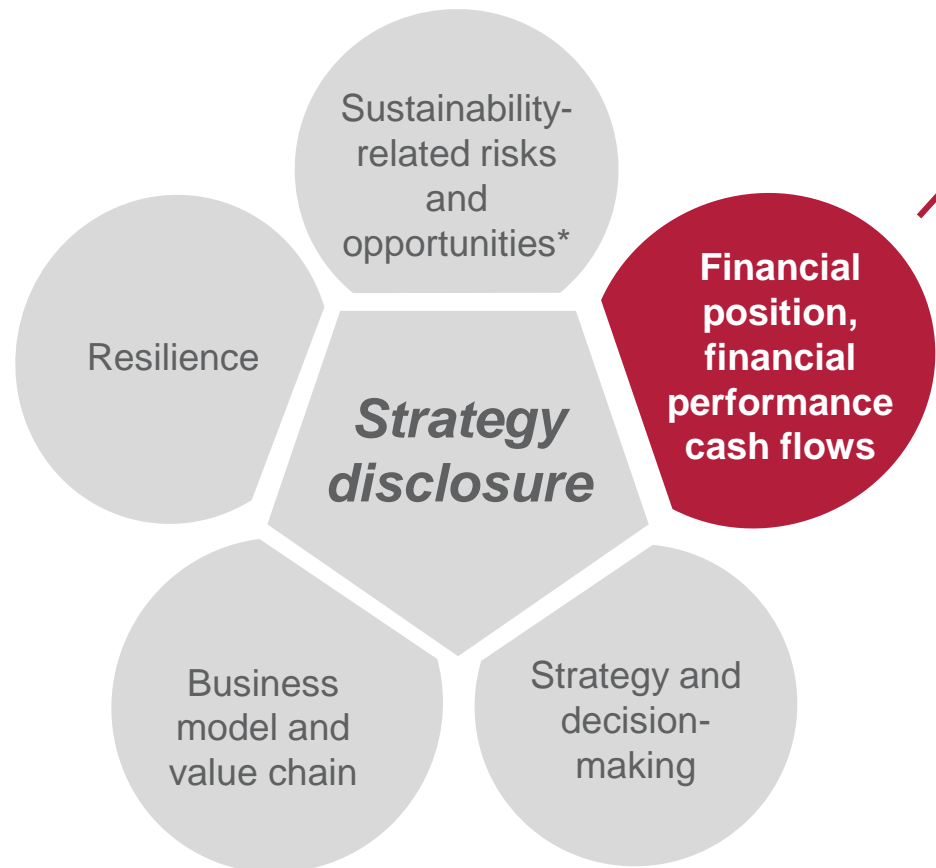 Sustainability-
related risks
and
opportunities*
Financial
position,
financial
performance
cash flows
Resilience
Strategy
disclosure
Business
model and
value chain
Strategy and
decision-
making